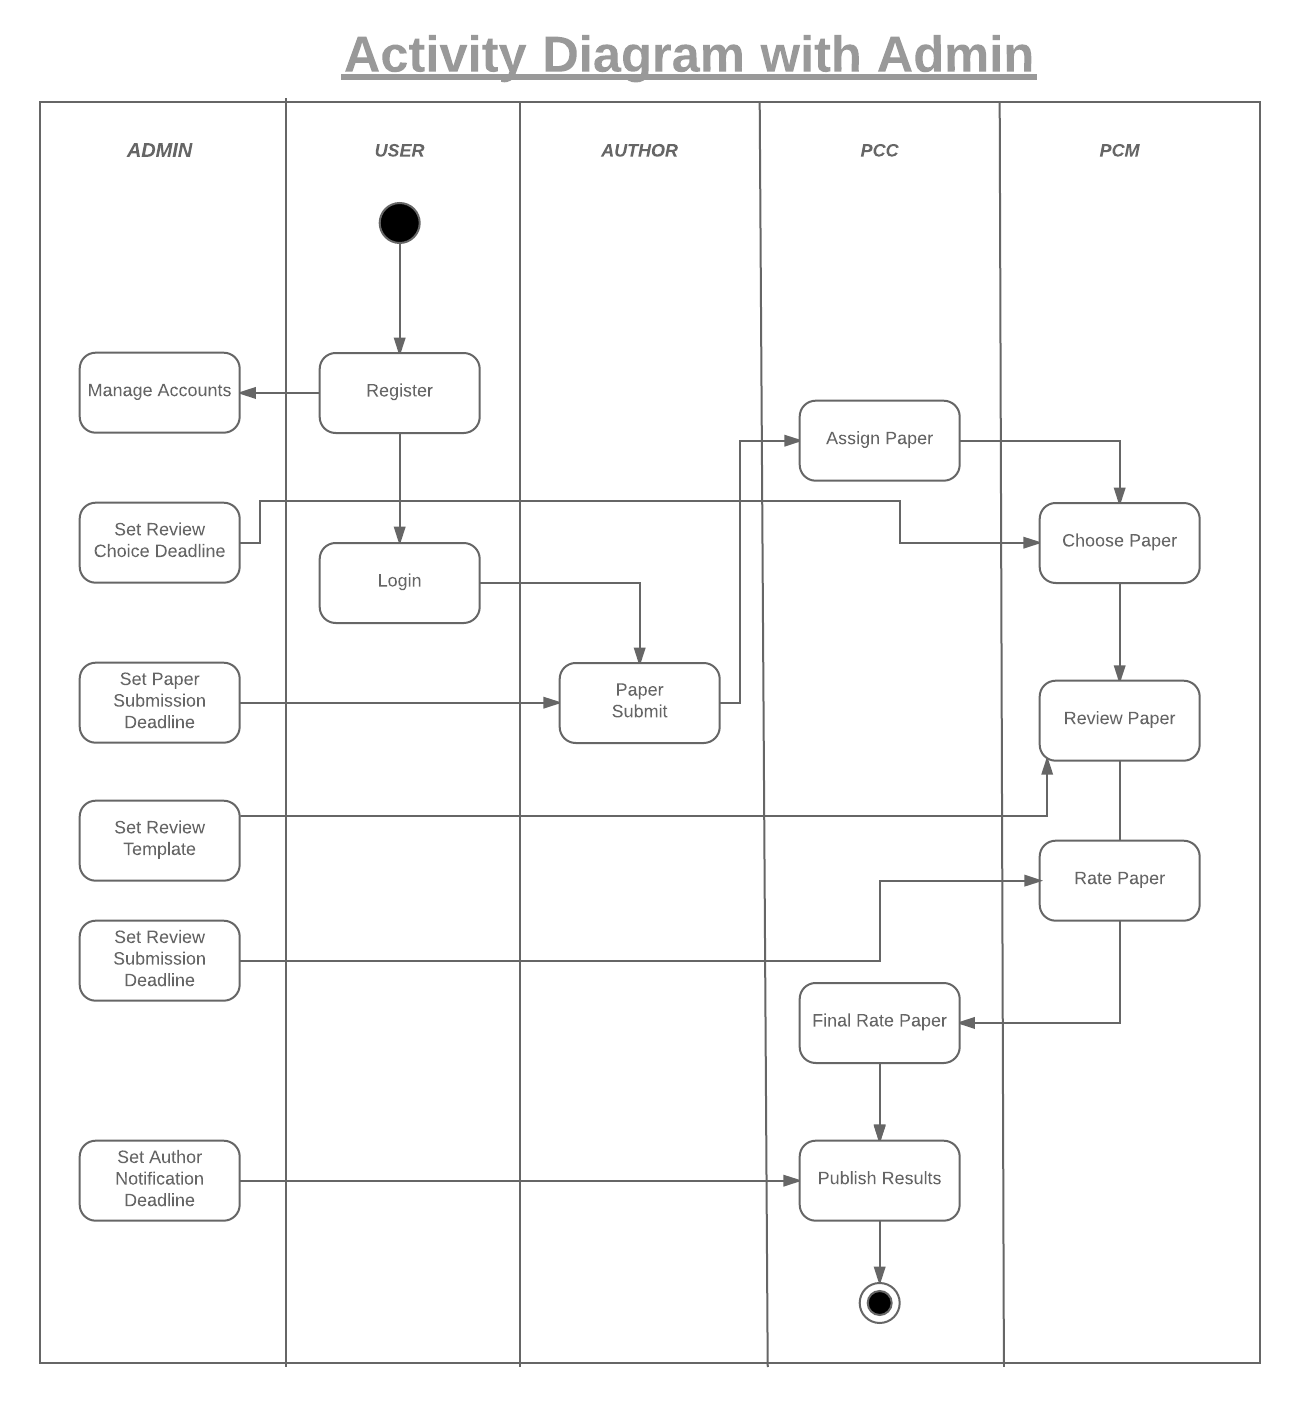 Activity Diagram with Admin
ADMIN
USER
AUTHOR
PCC
PCM
Manage Accounts
Register
Assign Paper
Set Review
Choice Deadline
Choose Paper
Login
Set Paper
Submission
Deadline
Paper
Submit
Review Paper
Set Review
Template
Rate Paper
Set Review
Submission
Deadline
Final Rate Paper
Set Author
Notification
Deadline
Publish Results